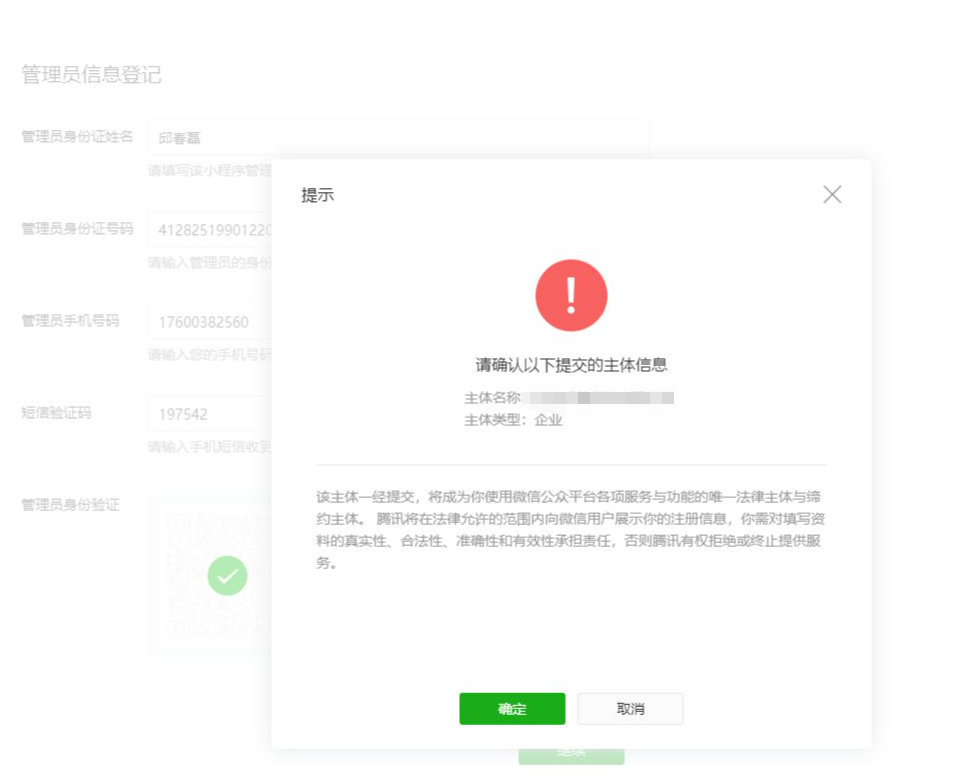 管理员信息登记
管理员身份证姓名
邱春磊
请填写该小程序管理
提示
管理员身份证号码
41282519901220
请输入管理员的身份
管理员手机号码
17600382560
请输入您的手机号码
请确认以下提交的主体信息
主体名称
主体类型：企业
短信验证码
197542
请输入手机短信收到
管理员身份验证
该主体一经提交，将成为你使用微信公众平台各项服务与功能的唯一法律主体与缔
约主体。腾讯将在法律允许的范围内向微信用户展示你的注册信息，你需对填写资
料的真实性、合法性、准确性和有效性承担责任，否则腾讯有权拒绝或终止提供服
务。
确定
取消
继续